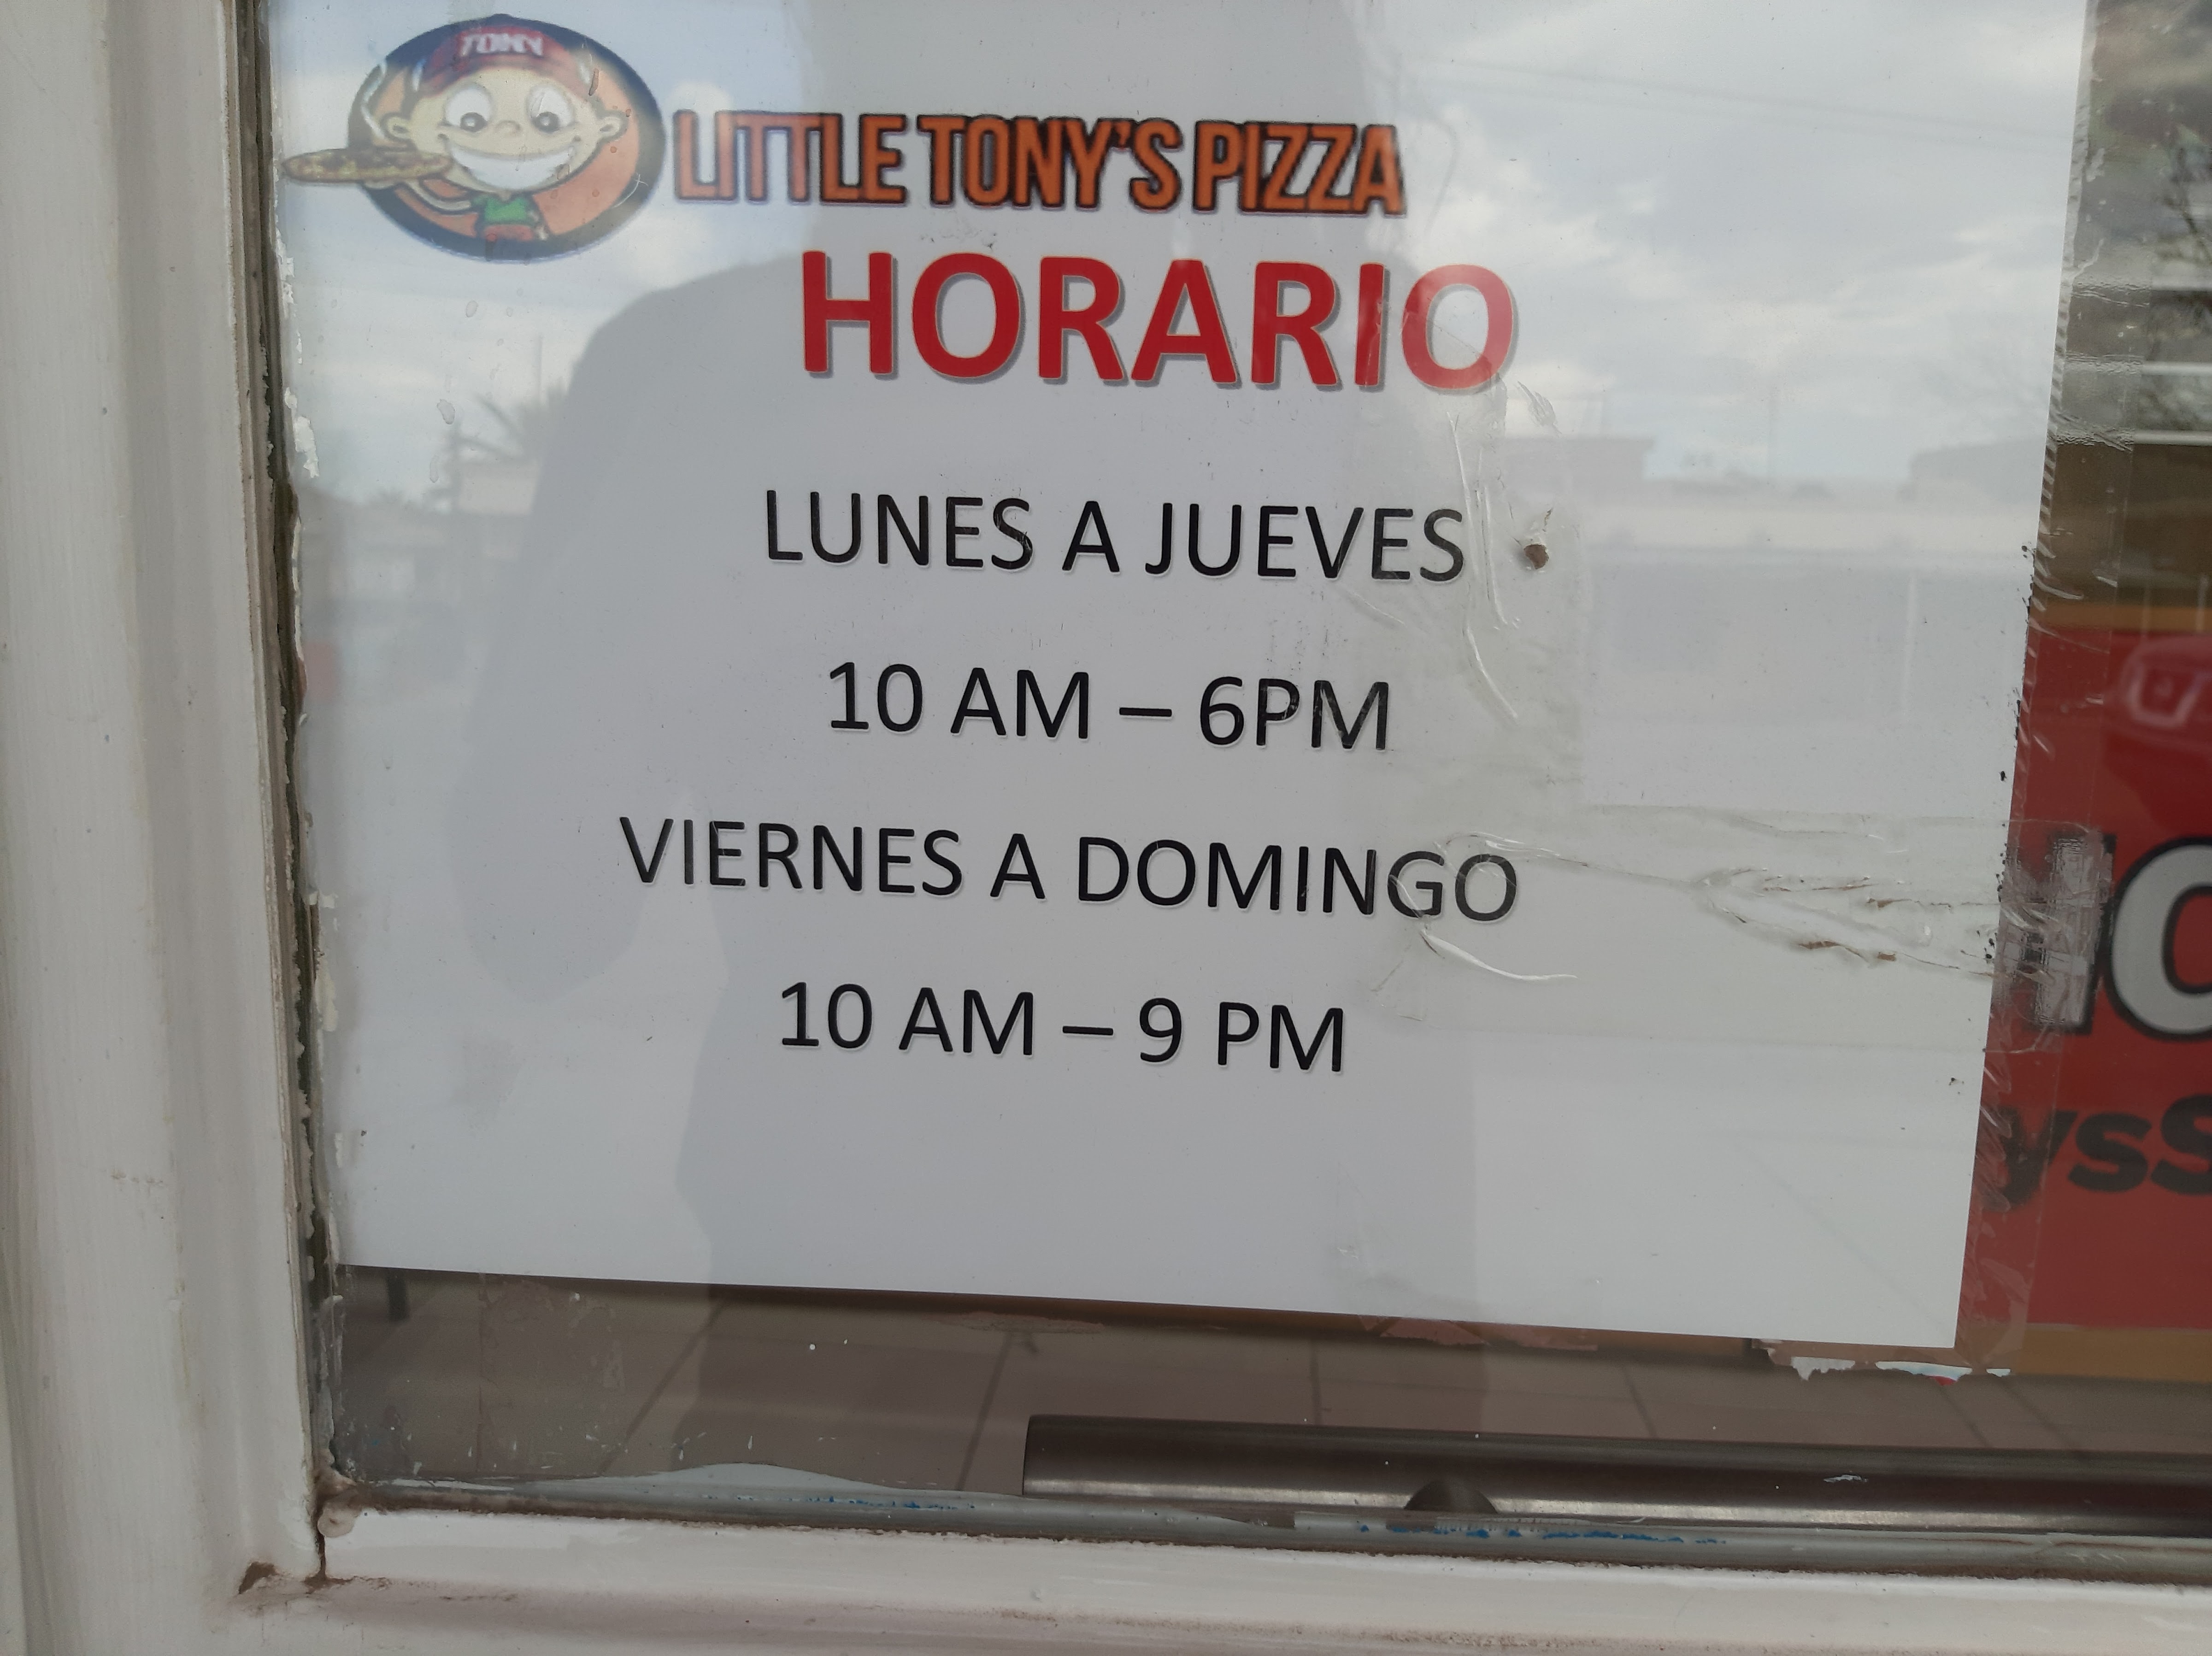 TONY
LITTLE TONY'S PIZZA
HORARIO
LUNES A JUEVES
10 AM – 6PM
VIERNES A DOMINGO
10 AM – 9 PM